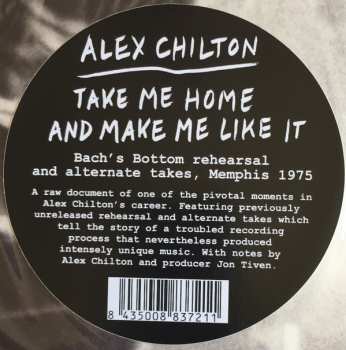 ALEX CHILTON
TAKE ME HOME
AND MAKE ME LIKE IT
Bach's Bottom rehearsal
and alternate takes, Memphis 1975
A raw document of one of the pivotal moments in
Alex Chilton's career. Featuring previously
unreleased rehearsal and alternate takes which
tell the story of a troubled recording
process that nevertheless produced
intensely unique music. With notes by
Alex Chilton and producer Jon Tiven.
8 435008 837211